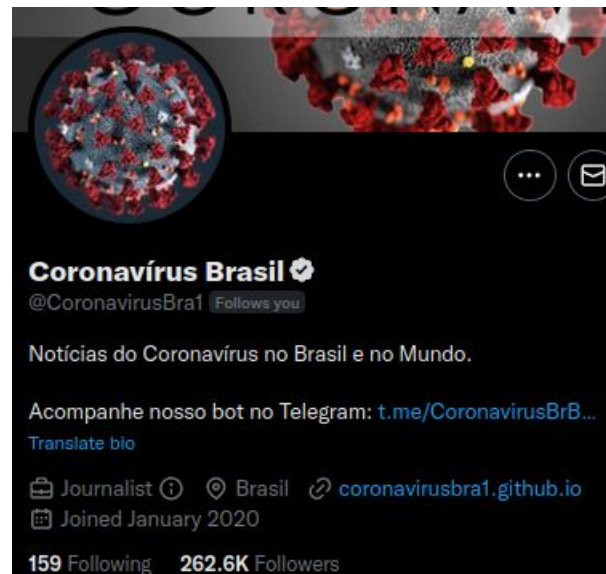 Coronavírus Brasil
@CoronavirusBra1 Follows you
Notícias do Coronavírus no Brasil e no Mundo.
Acompanhe nosso bot no Telegram: t.me/CoronavirusBrB...
Translate bio
Journalist Brasil coronavirusbra1.github.io
Joined January 2020
159 Following 262.6K Followers